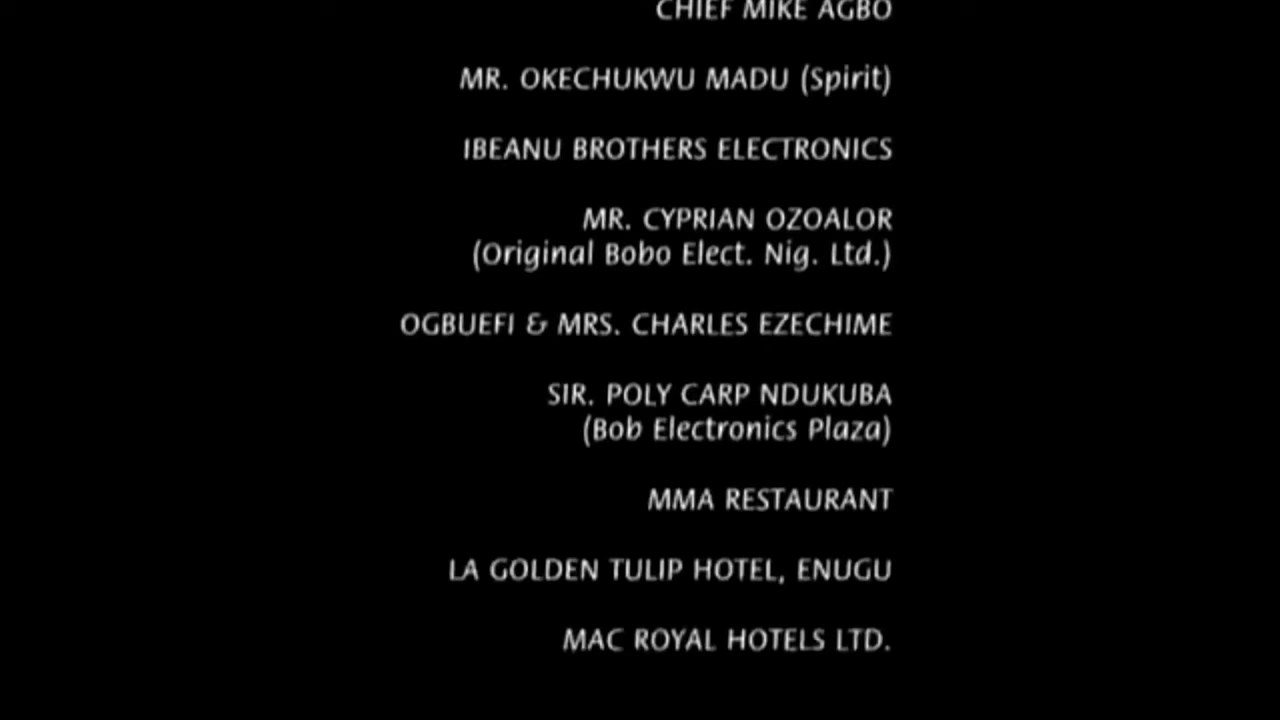 CHIEF MIKE AGBO
MR. OKECHUKWU MADU (Spirit)
IBEANU BROTHERS ELECTRONICS
MR. CYPRIAN OZOALOR
(Original Bobo Elect. Nig. Ltd.)
OGBUEFI & MRS. CHARLES EZECHIME
SIR. POLY CARP NDUKUBA
(Bob Electronics Plaza)
MMA RESTAURANT
LA GOLDEN TULIP HOTEL, ENUGU
MAC ROYAL HOTELS LTD.